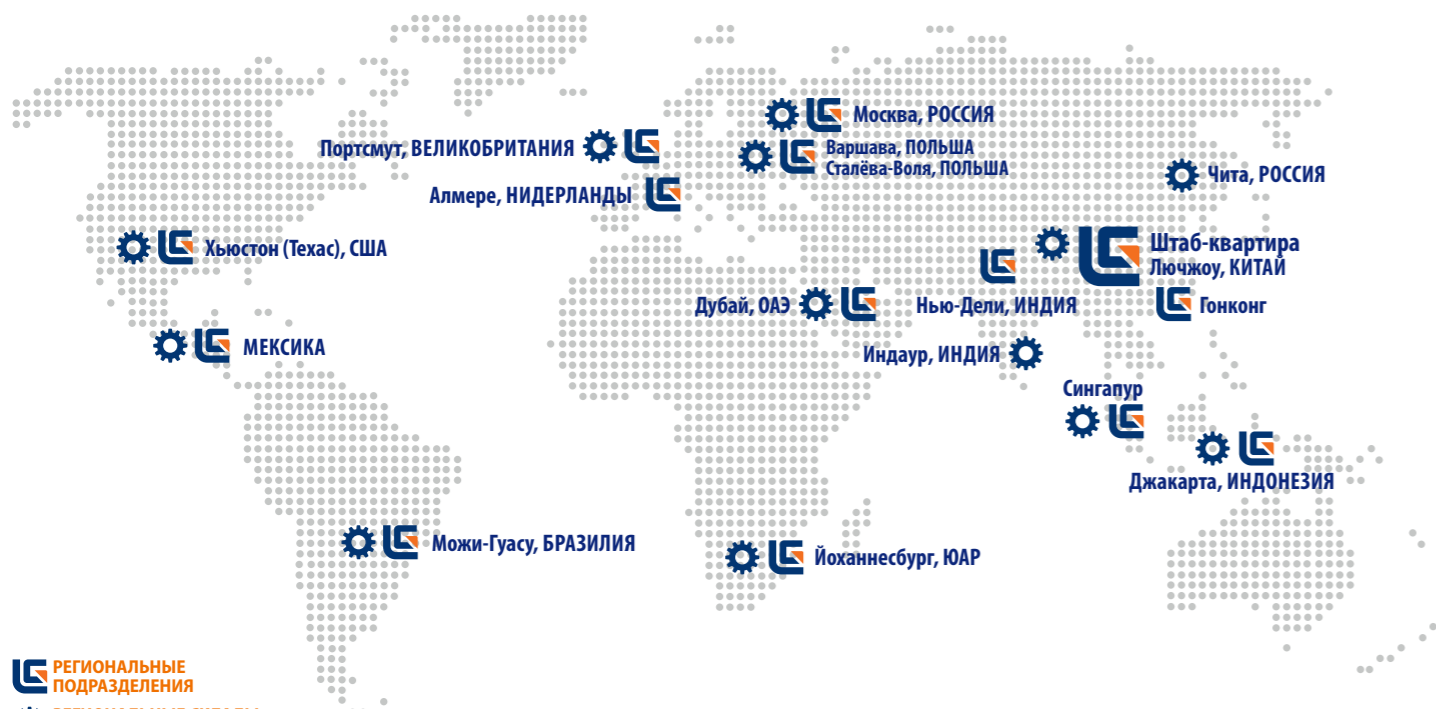 Москва, РОССИЯ
Портсмут, ВЕЛИКОБРИТАНИЯ
Варшава, ПОЛЬША
Сталёва-Воля, ПОЛЬША
Чита, РОССИЯ
Алмере, НИДЕРЛАНДЫ
Хьюстон (Техас), США
Штаб-квартира
Лючжоу, КИТАЙ
Дубай, ОАЭ
Нью-Дели, ИНДИЯ
Гонконг
МЕКСИКА
Индаур, ИНДИЯ
Сингапур
Джакарта, ИНДОНЕЗИЯ
Можи-Гуасу, БРАЗИЛИЯ
Йоханнесбург, ЮАР
РЕГИОНАЛЬНЫЕ
ПОДРАЗДЕЛЕНИЯ